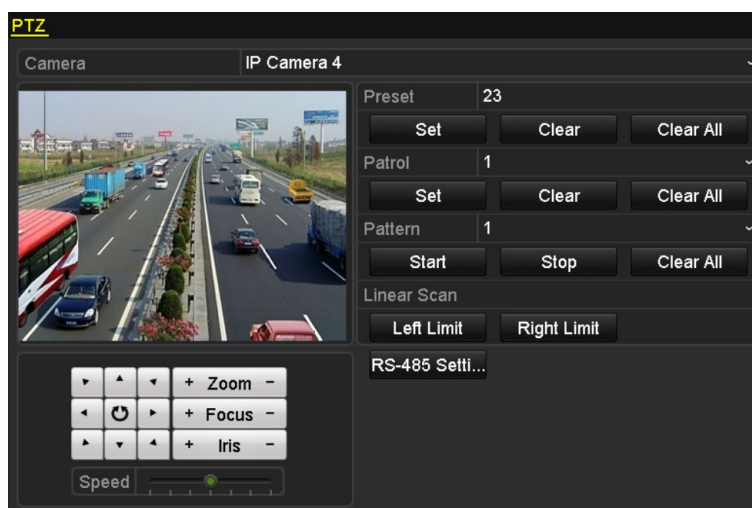 PTZ
Camera IP Camera 4
Preset 23
Set Clear Clear All
Patrol 1
Set Clear Clear All
Pattern 1
Start Stop Clear All
Linear Scan
Left Limit Right Limit
RS-485 Setti...
+ Zoom -
+ Focus -
+ Iris -
Speed